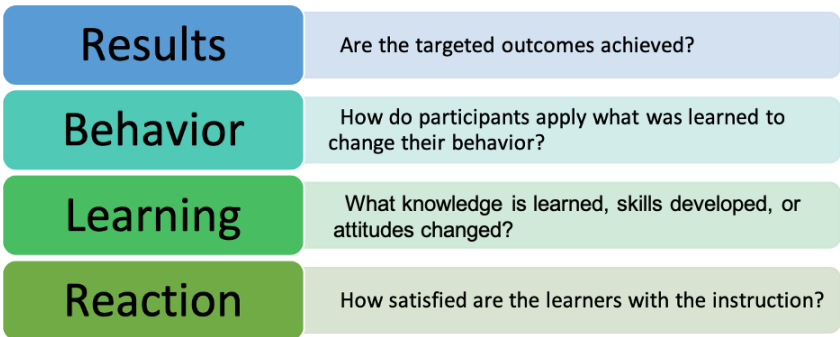 Results
Are the targeted outcomes achieved?
Behavior
How do participants apply what was learned to
change their behavior?
Learning
What knowledge is learned, skills developed, or
attitudes changed?
Reaction
How satisfied are the learners with the instruction?